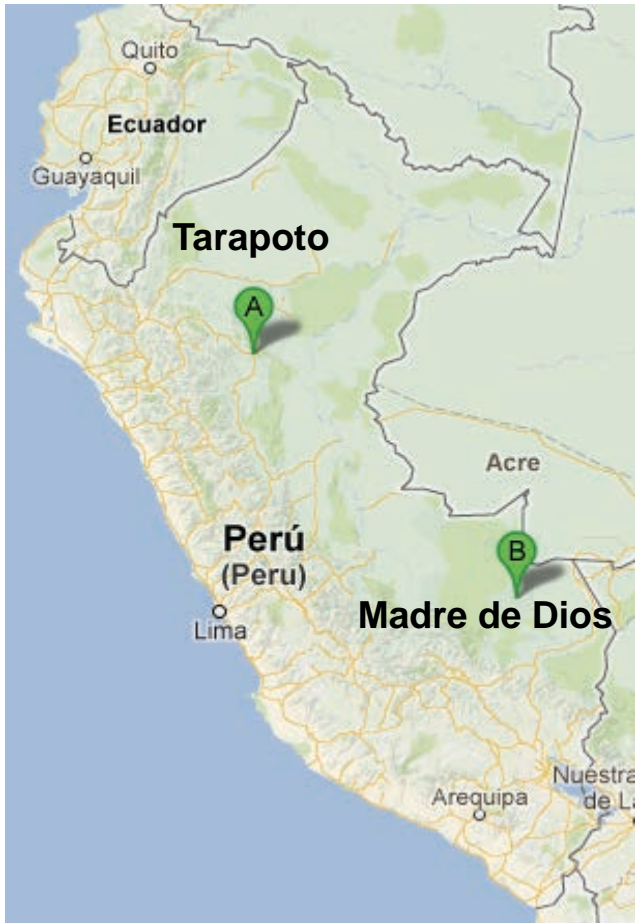 Quito
Ecuador
Guayaquil
Tarapoto
A
Acre
Perú
(Peru)
B
Lima
Madre de Dios
Nuestra
de La
Arequipa